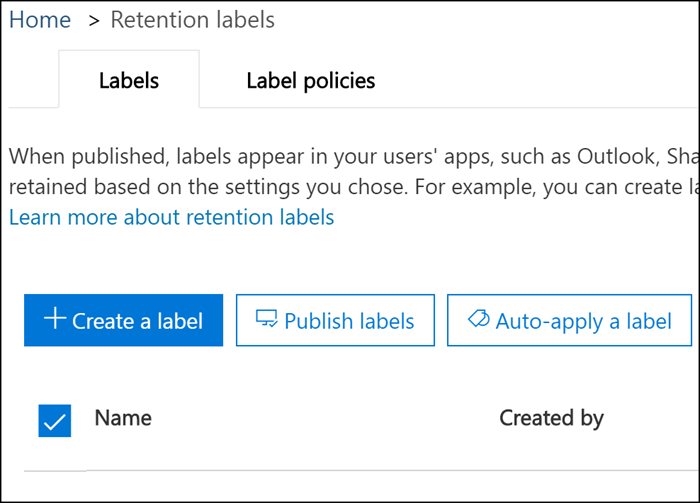 Home > Retention labels
Labels Label policies
When published, labels appear in your users' apps, such as Outlook,
retained based on the settings you chose. For example, you can create
Learn more about retention labels
Create a label Publish labels Auto-apply a label
Name Created by